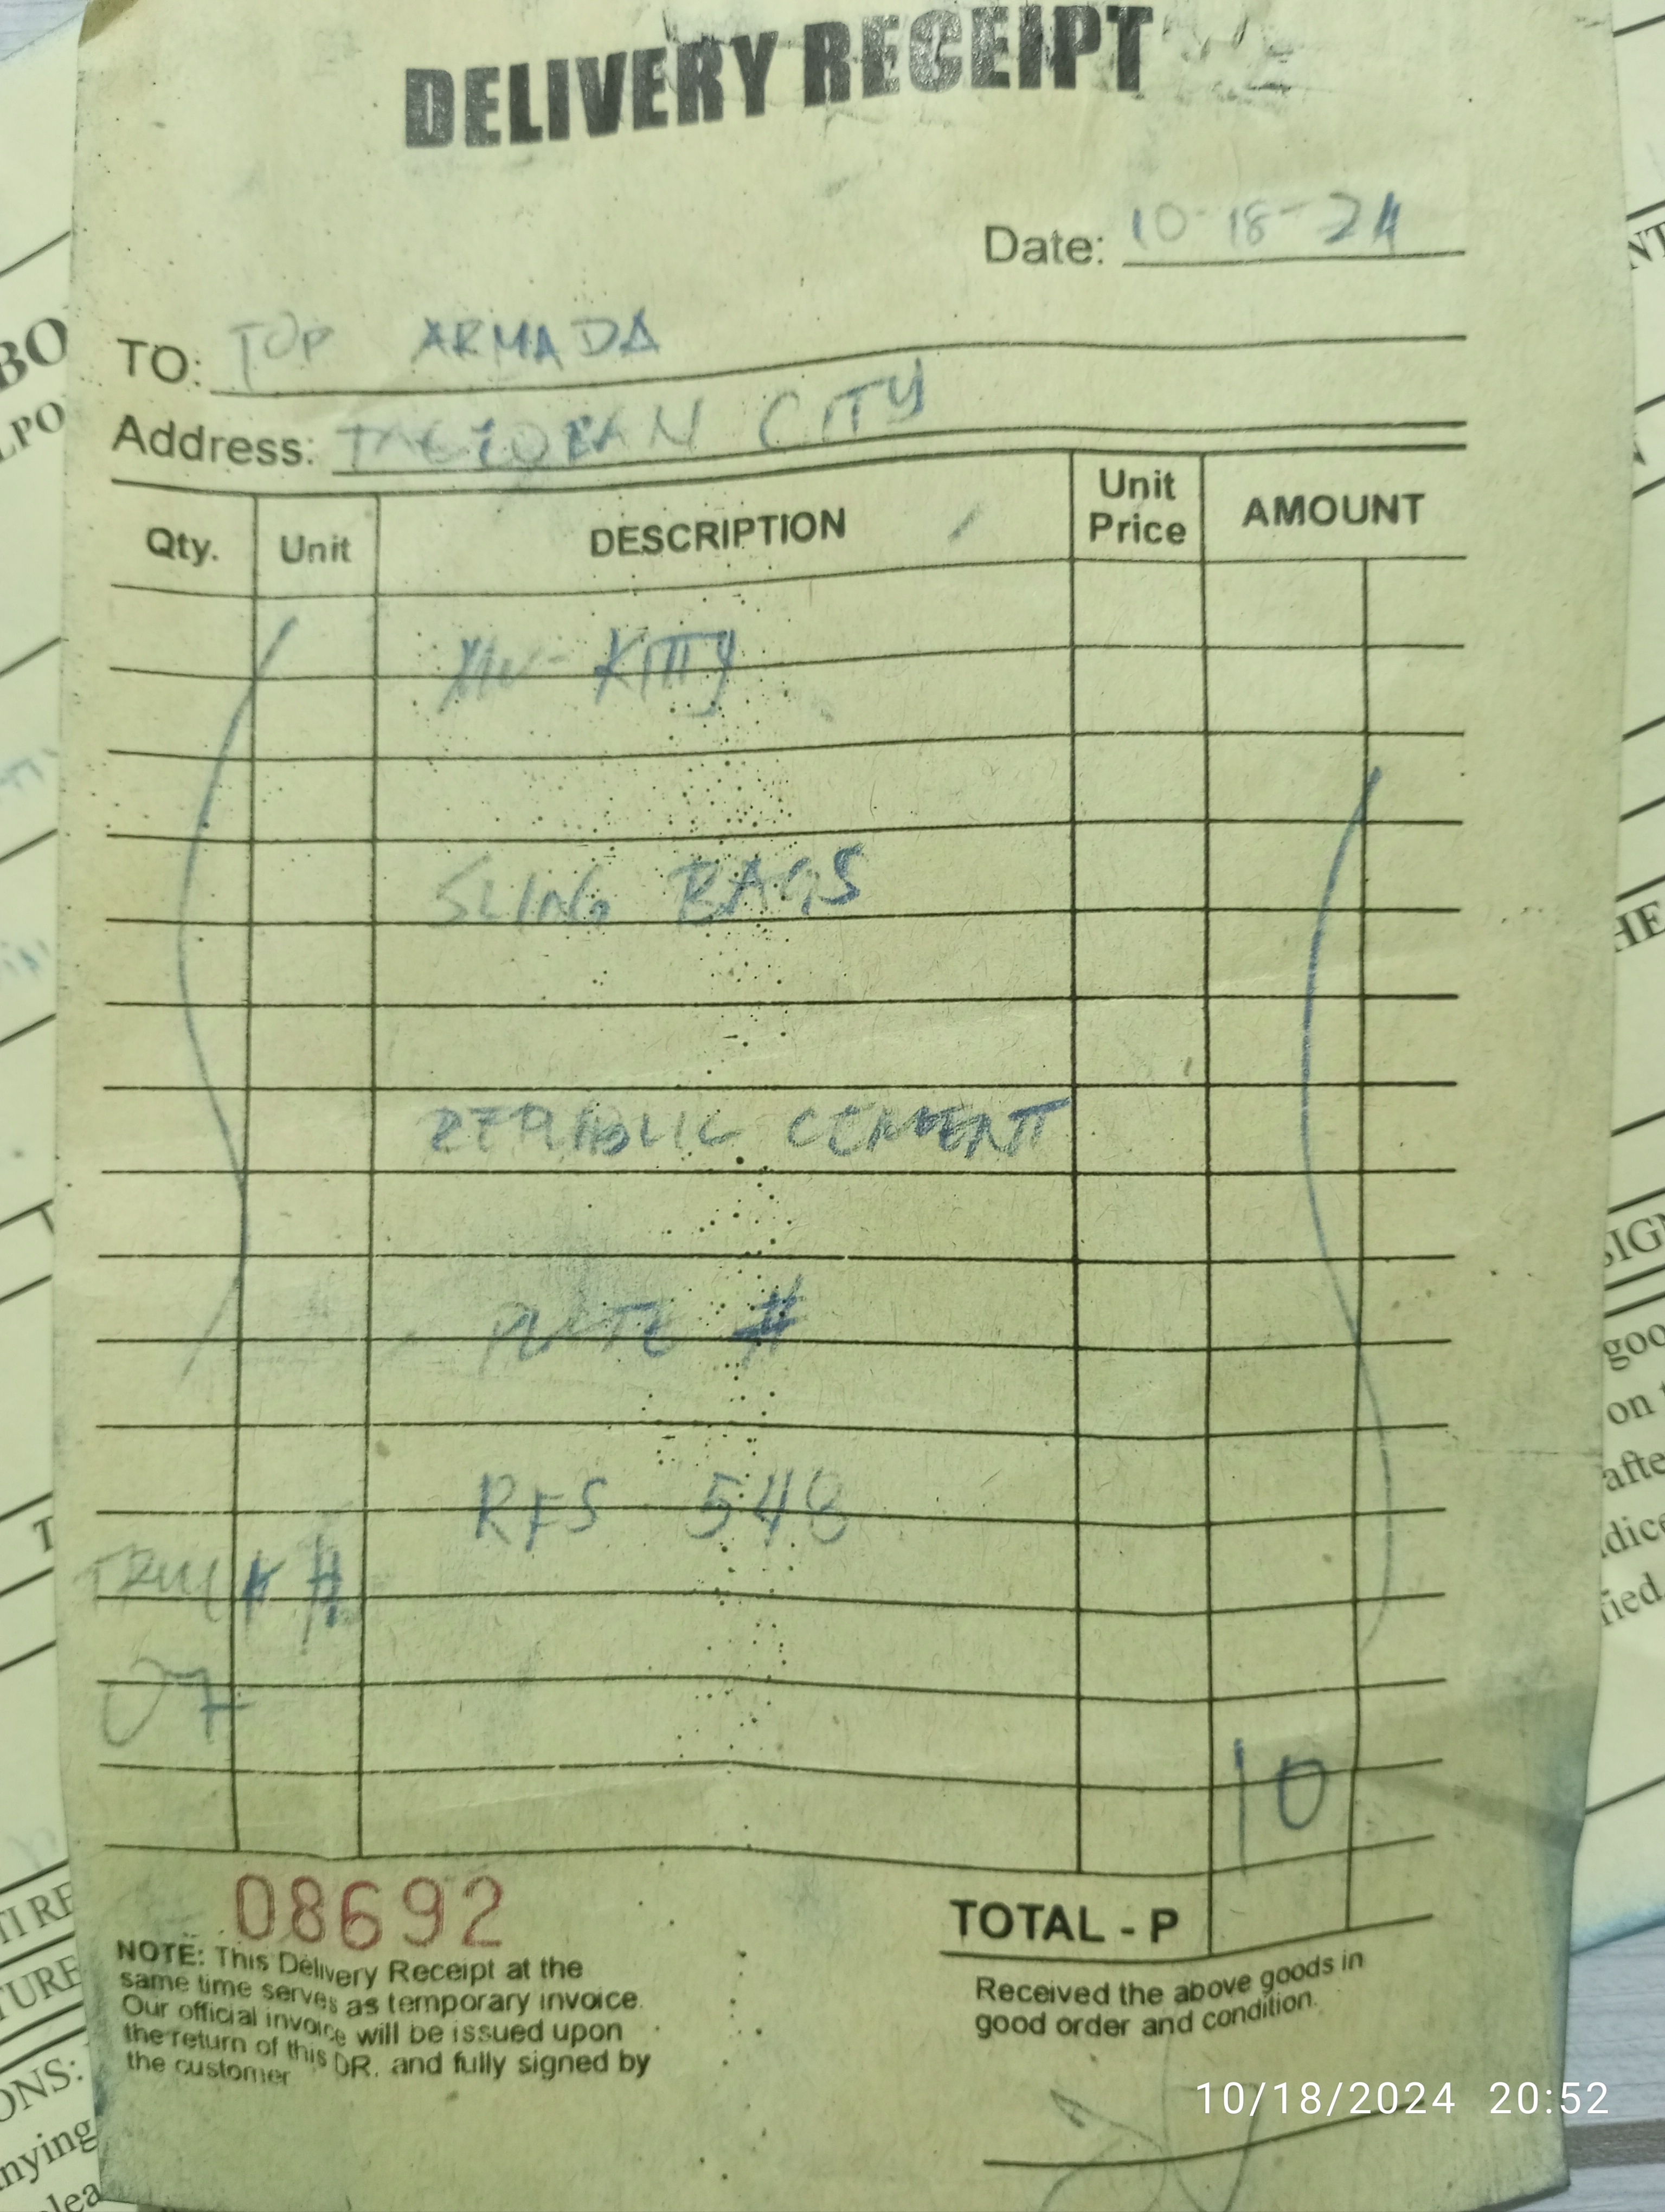 DELIVERY RECEIPT
Date: 10-18-24
TO: TOP ARMADA
Address: TACLOBAN CITY
Qty. Unit DESCRIPTION Unit Price AMOUNT
KITTY
SLING BAGS
REPUBLIC CEMENT
PLATE #
RFS 548
TRUCK #
07
10
08692
TOTAL - P
NOTE: This Delivery Receipt at the
same time serves as temporary invoice.
Our official invoice will be issued upon
the return of this DR. and fully signed by
the customer
Received the above goods in
good order and condition.
10/18/2024 20:52